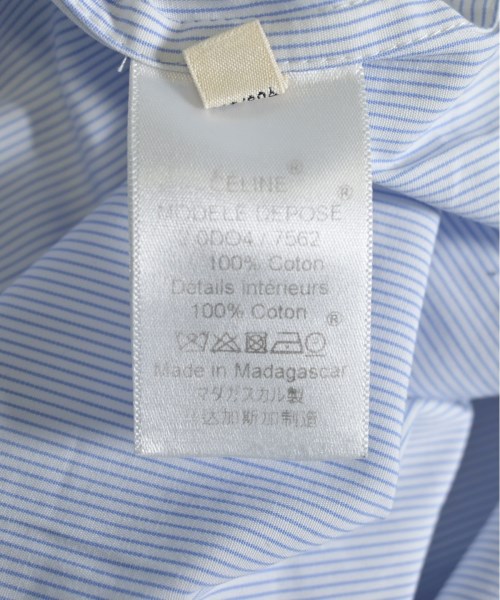 CELINE®
MODELE DEPOSE®
/ 0DO4 / 7562
100% Coton
Détails intérieurs
100% Coton®
Made in Madagascar
マダガスカル製
达加斯加制造